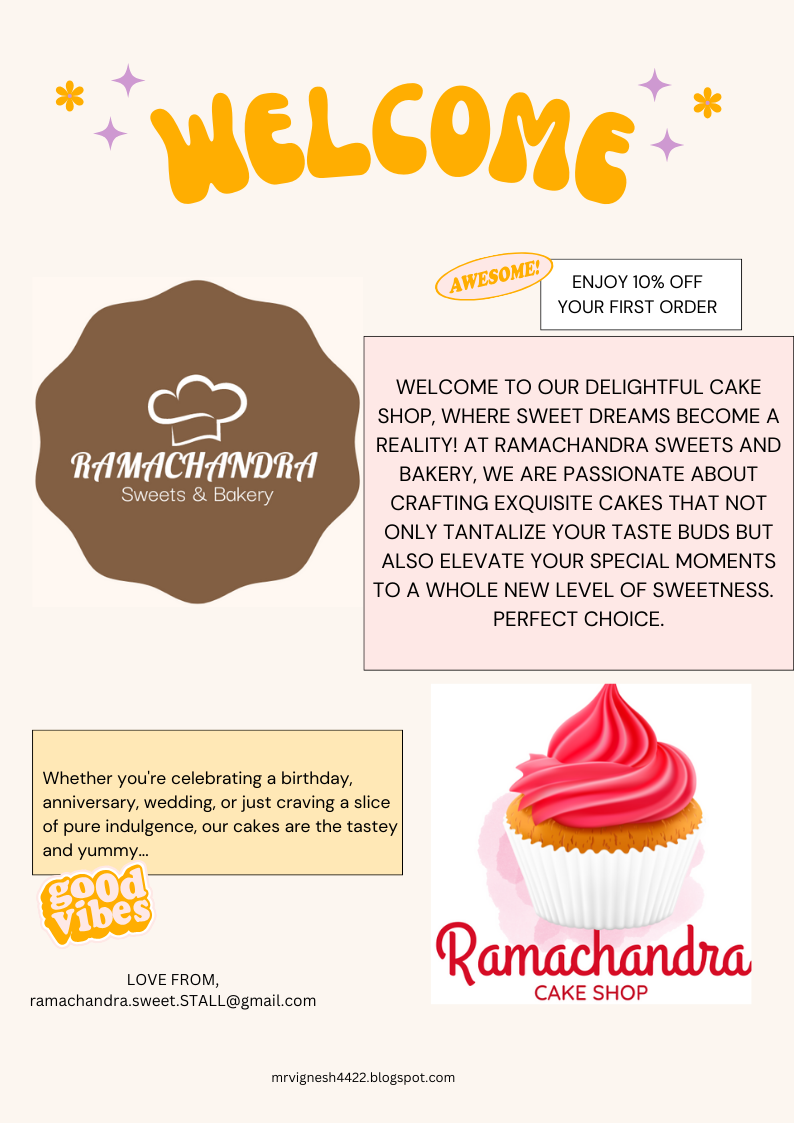 WELCOME
AWESOME!
ENJOY 10% OFF
YOUR FIRST ORDER
RAMACHANDRA
Sweets & Bakery
WELCOME TO OUR DELIGHTFUL CAKE
SHOP, WHERE SWEET DREAMS BECOME A
REALITY! AT RAMACHANDRA SWEETS AND
BAKERY, WE ARE PASSIONATE ABOUT
CRAFTING EXQUISITE CAKES THAT NOT
ONLY TANTALIZE YOUR TASTE BUDS BUT
ALSO ELEVATE YOUR SPECIAL MOMENTS
TO A WHOLE NEW LEVEL OF SWEETNESS.
PERFECT CHOICE.
Whether you're celebrating a birthday,
anniversary, wedding, or just craving a slice
of pure indulgence, our cakes are the tastey
and yummy...
good
vibes
Ramachandra
CAKE SHOP
LOVE FROM,
ramachandra.sweet.STALL@gmail.com
mrvignesh4422.blogspot.com